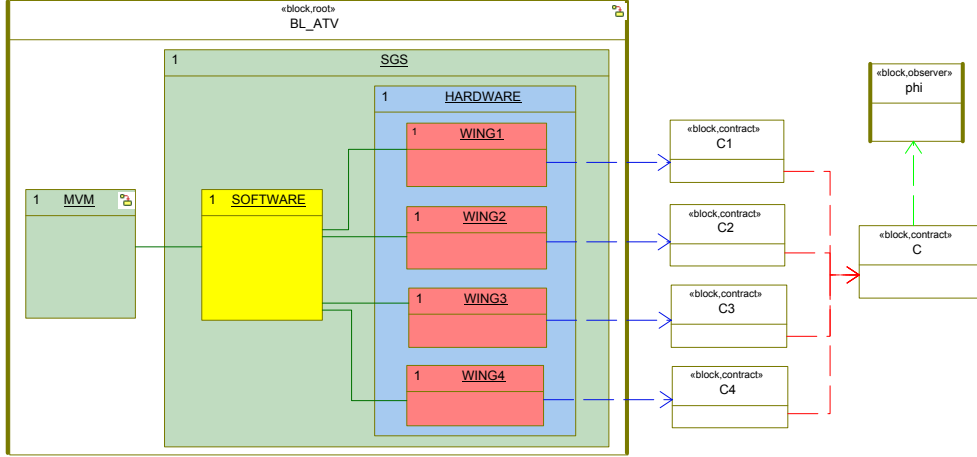 «block,root»
BL_ATV
1 SGS
1 HARDWARE
1 WING1
1 WING2
1 WING3
1 WING4
1 MVM
1 SOFTWARE
«block,contract»
C1
«block,contract»
C2
«block,contract»
C3
«block,contract»
C4
«block,observer»
phi
«block,contract»
C